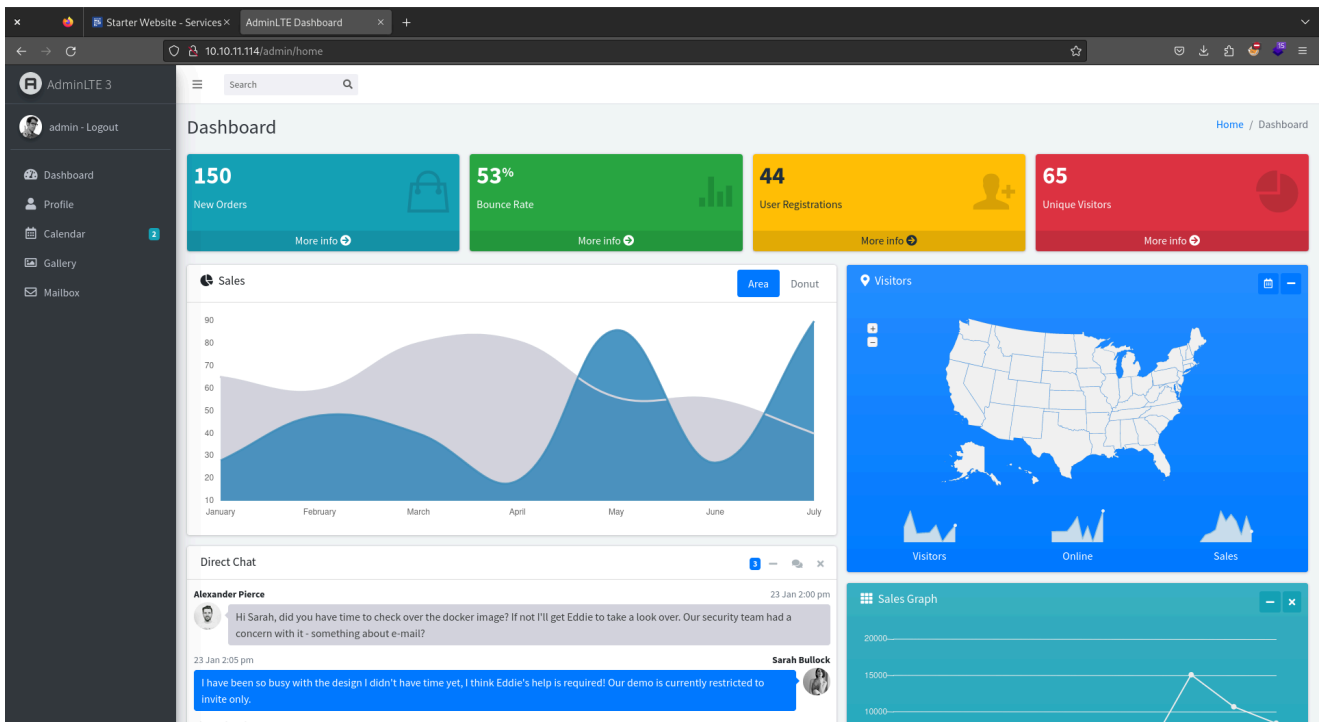 Starter Website - Services
AdminLTE Dashboard
10.10.11.114/admin/home
AdminLTE 3
Search
admin - Logout
Dashboard
Home / Dashboard
Dashboard
Profile
Calendar 2
Gallery
Mailbox
150
New Orders
More info
53%
Bounce Rate
More info
44
User Registrations
More info
65
Unique Visitors
More info
Sales
Area Donut
90
80
70
60
50
40
30
20
10
January February March April May June July
Visitors
+
−
Visitors Online Sales
Direct Chat
3
Alexander Pierce 23 Jan 2:00 pm
Hi Sarah, did you have time to check over the docker image? If not I'll get Eddie to take a look over. Our security team had a
concern with it - something about e-mail?
23 Jan 2:05 pm Sarah Bullock
I have been so busy with the design I didn't have time yet, I think Eddie's help is required! Our demo is currently restricted to
invite only.
Sales Graph
20000
15000
10000